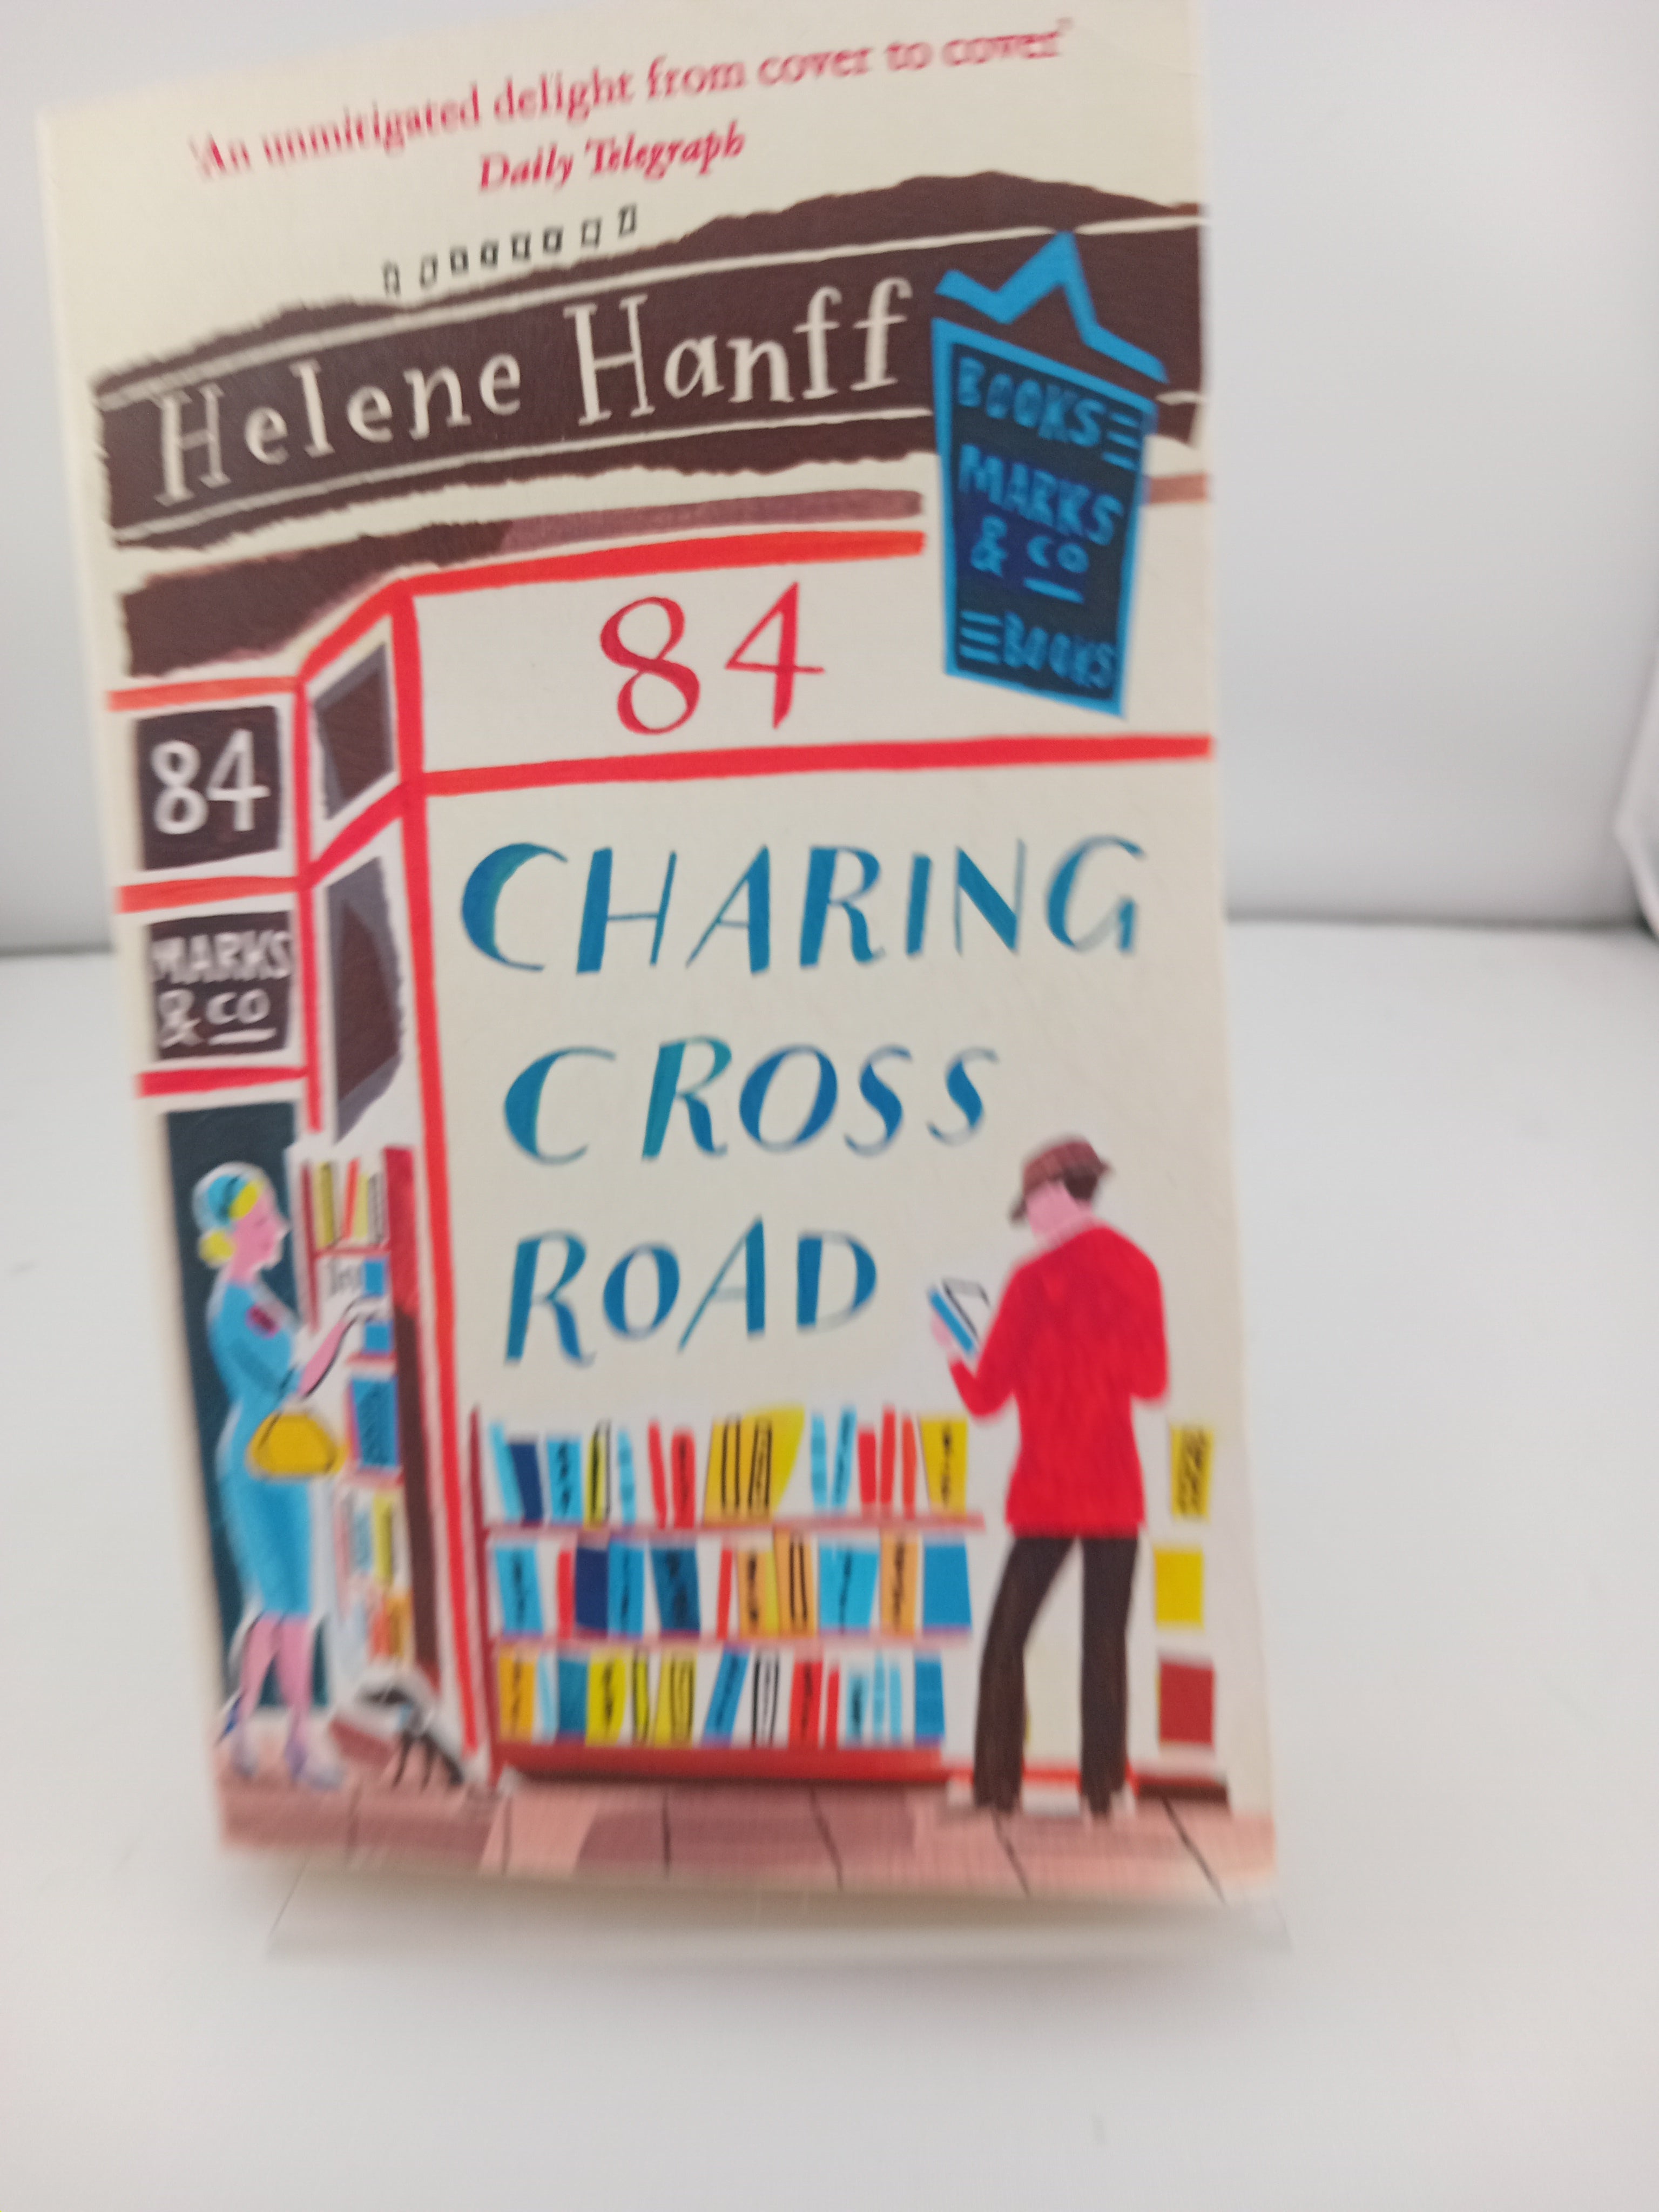 'An unmitigated delight from cover to cover'
Daily Telegraph
Helene Hanff
BOOKS
MARKS
& CO
BOOKS
84
84
MARKS
& CO
CHARING
CROSS
ROAD